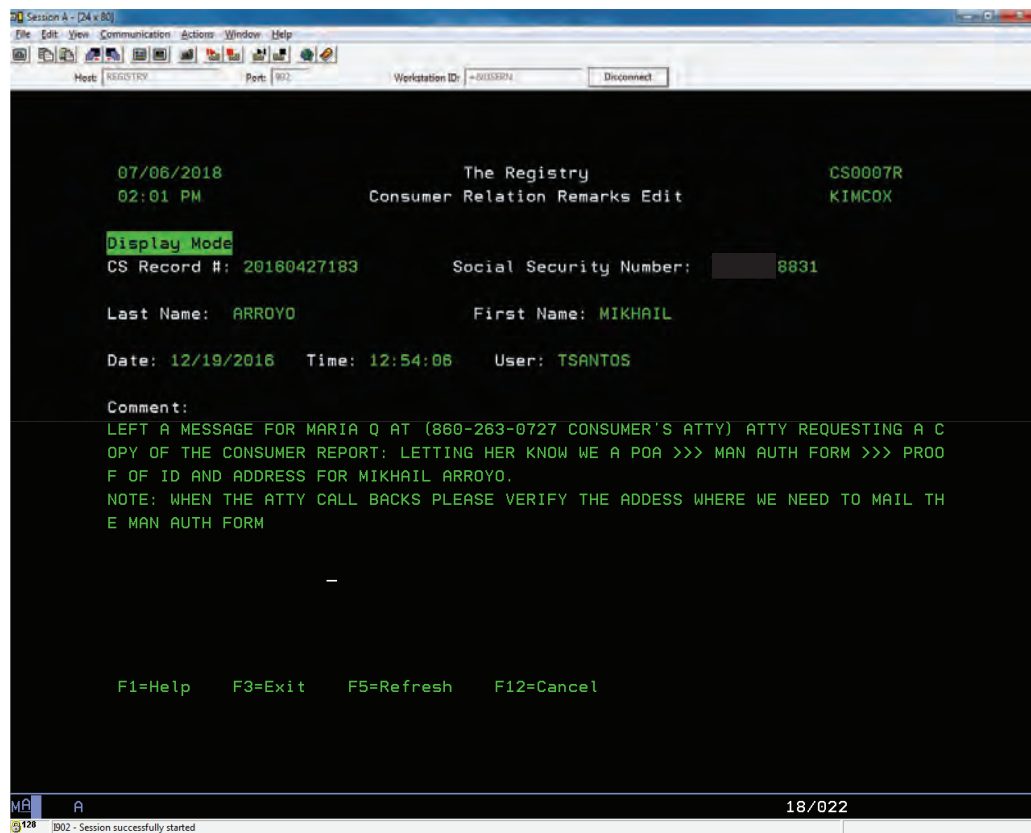 Session A - [24 x 80]
File Edit View Communication Actions Window Help
Host: REGISTRY Port: 992 Workstation ID: Disconnect
07/06/2018 The Registry CS0007R
02:01 PM Consumer Relation Remarks Edit KIMCOX
Display Mode
CS Record #: 20160427183 Social Security Number: 8831
Last Name: ARROYO First Name: MIKHAIL
Date: 12/19/2016 Time: 12:54:06 User: TSANTOS
Comment:
LEFT A MESSAGE FOR MARIA Q AT (860-263-0727 CONSUMER'S ATTY) ATTY REQUESTING A C
OPY OF THE CONSUMER REPORT: LETTING HER KNOW WE A POA >>> MAN AUTH FORM >>> PROO
F OF ID AND ADDRESS FOR MIKHAIL ARROYO.
NOTE: WHEN THE ATTY CALL BACKS PLEASE VERIFY THE ADDESS WHERE WE NEED TO MAIL TH
E MAN AUTH FORM
F1=Help F3=Exit F5=Refresh F12=Cancel
MA A 18/022
128 I902 - Session successfully started